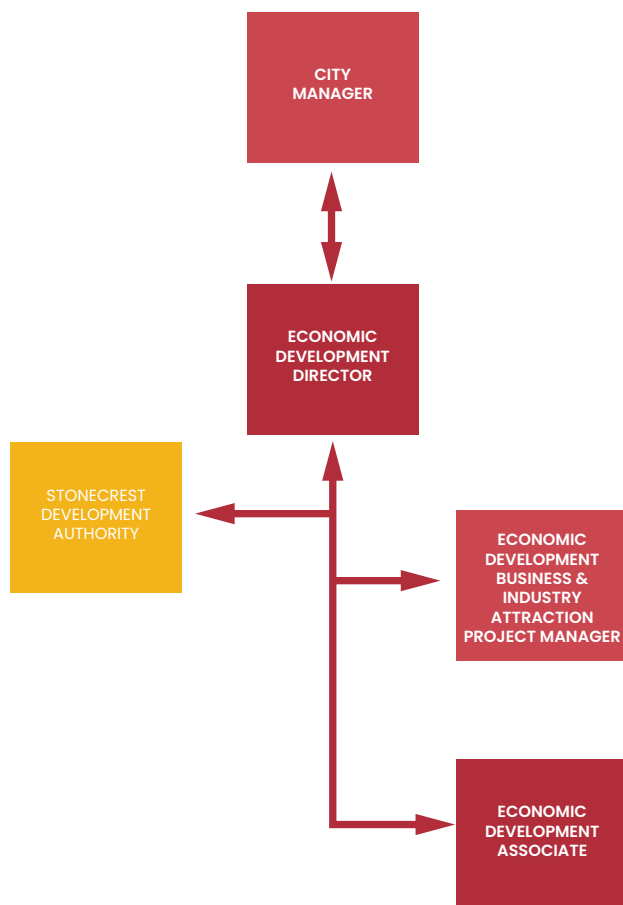 CITY
MANAGER
ECONOMIC
DEVELOPMENT
DIRECTOR
STONECREST
DEVELOPMENT
AUTHORITY
ECONOMIC
DEVELOPMENT
BUSINESS &
INDUSTRY
ATTRACTION
PROJECT MANAGER
ECONOMIC
DEVELOPMENT
ASSOCIATE